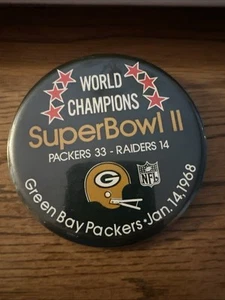 WORLD
CHAMPIONS
SuperBowl II
PACKERS 33 - RAIDERS 14
G
NFL
Green Bay Packers · Jan. 14, 1968